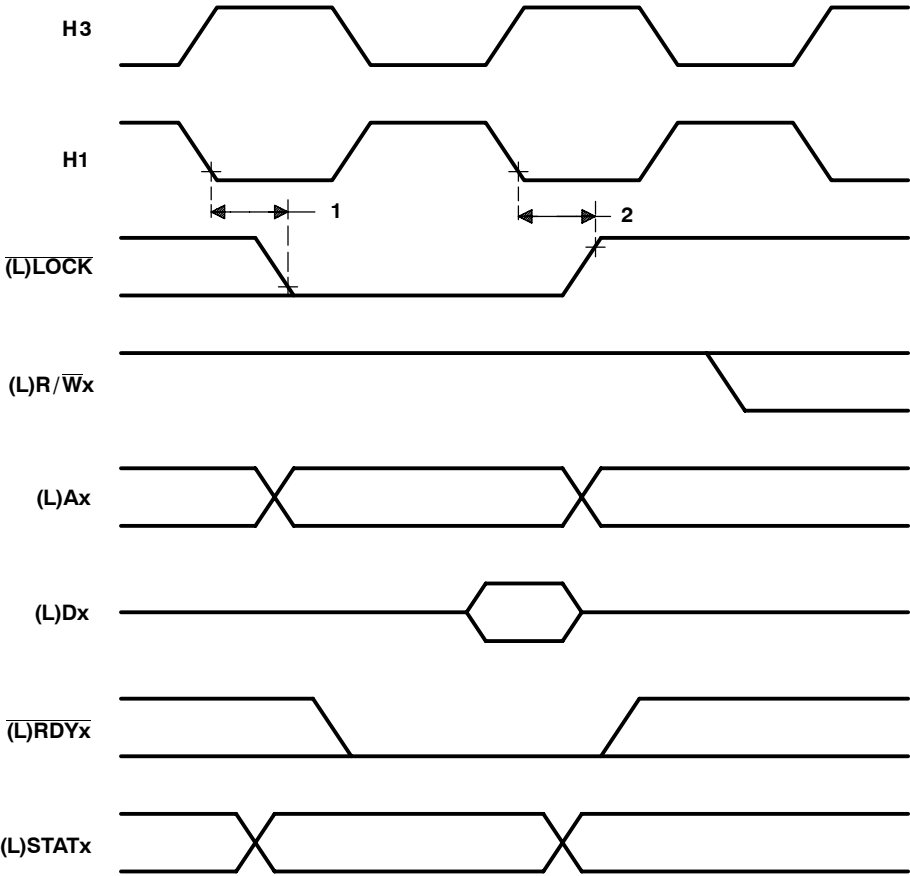 H3
H1
1
2
(L)LOCK
(L)R/Wx
(L)Ax
(L)Dx
(L)RDYx
(L)STATx